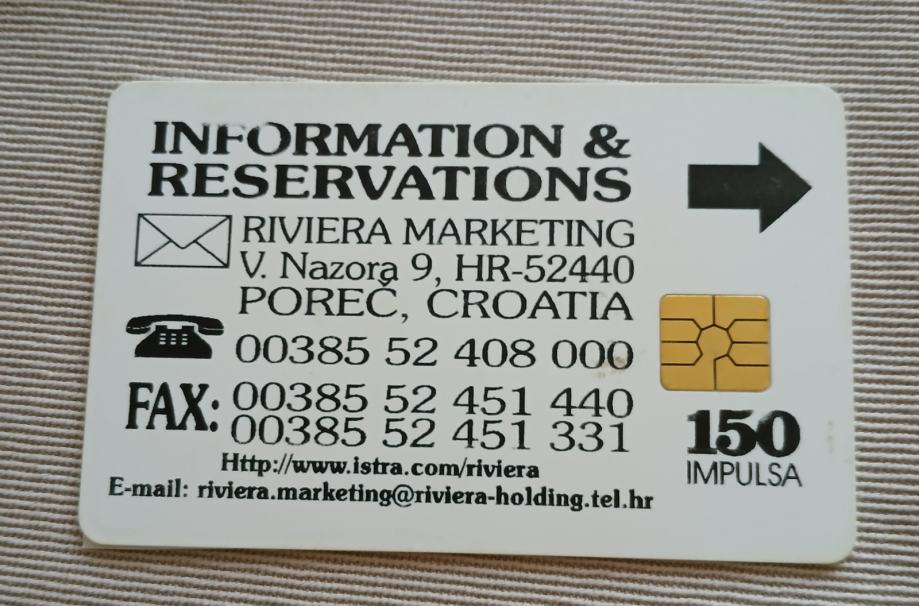 INFORMATION &
RESERVATIONS
RIVIERA MARKETING
V. Nazora 9, HR-52440
POREČ, CROATIA
00385 52 408 000
FAX: 00385 52 451 440
00385 52 451 331
Http://www.istra.com/riviera
E-mail: riviera.marketing@riviera-holding.tel.hr
150
IMPULSA